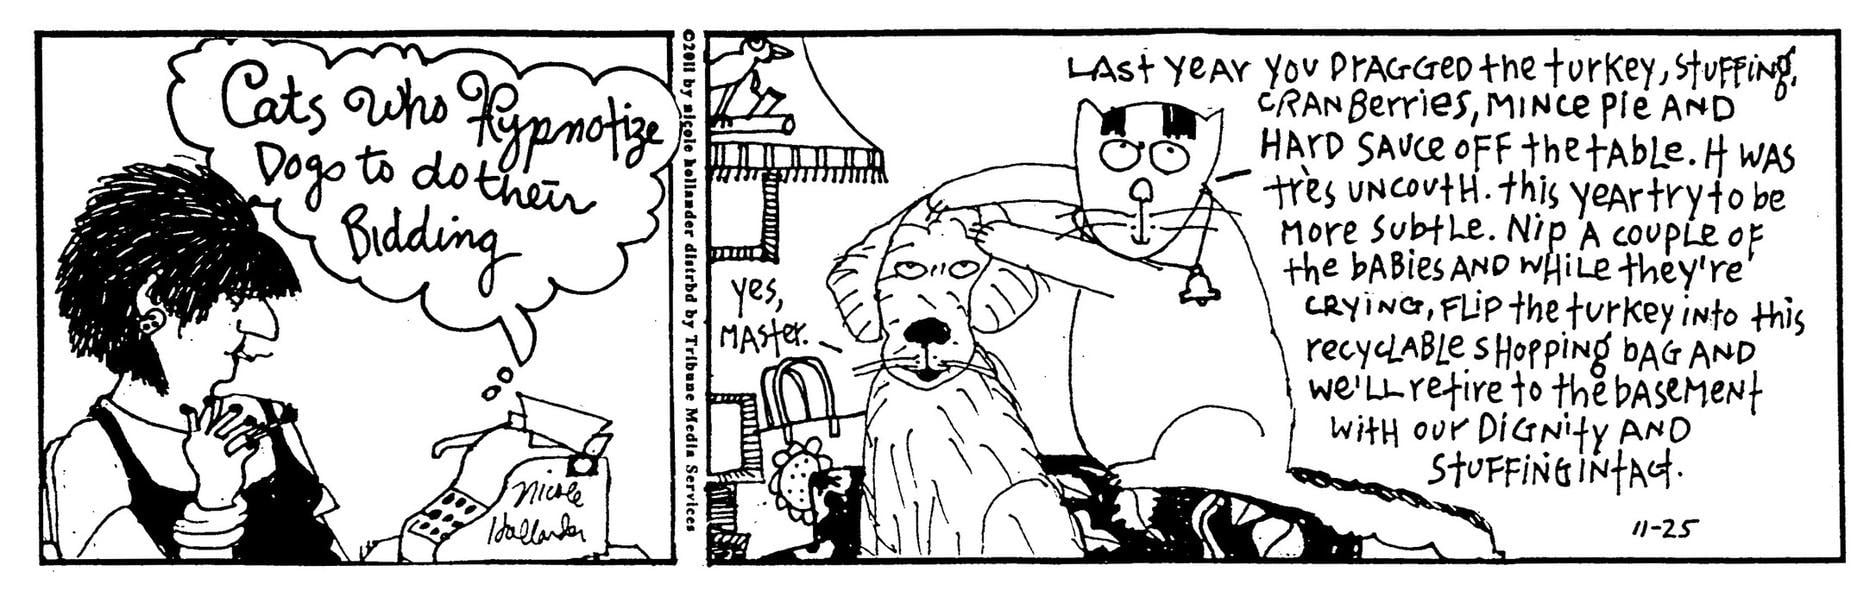 Cats Who Hypnotize
Dogs to do their
Bidding
Nicole
Hollander
©2011 by nicole hollander distrbd by Tribune Media Services
Yes,
Master.
Last year you dragged the turkey, stuffing,
cranberries, mince pie and
hard sauce off the table. It was
très uncouth. This year try to be
more subtle. Nip a couple of
the babies and while they're
crying, flip the turkey into this
recyclable shopping bag and
we'll retire to the basement
with our dignity and
stuffing intact.
11-25